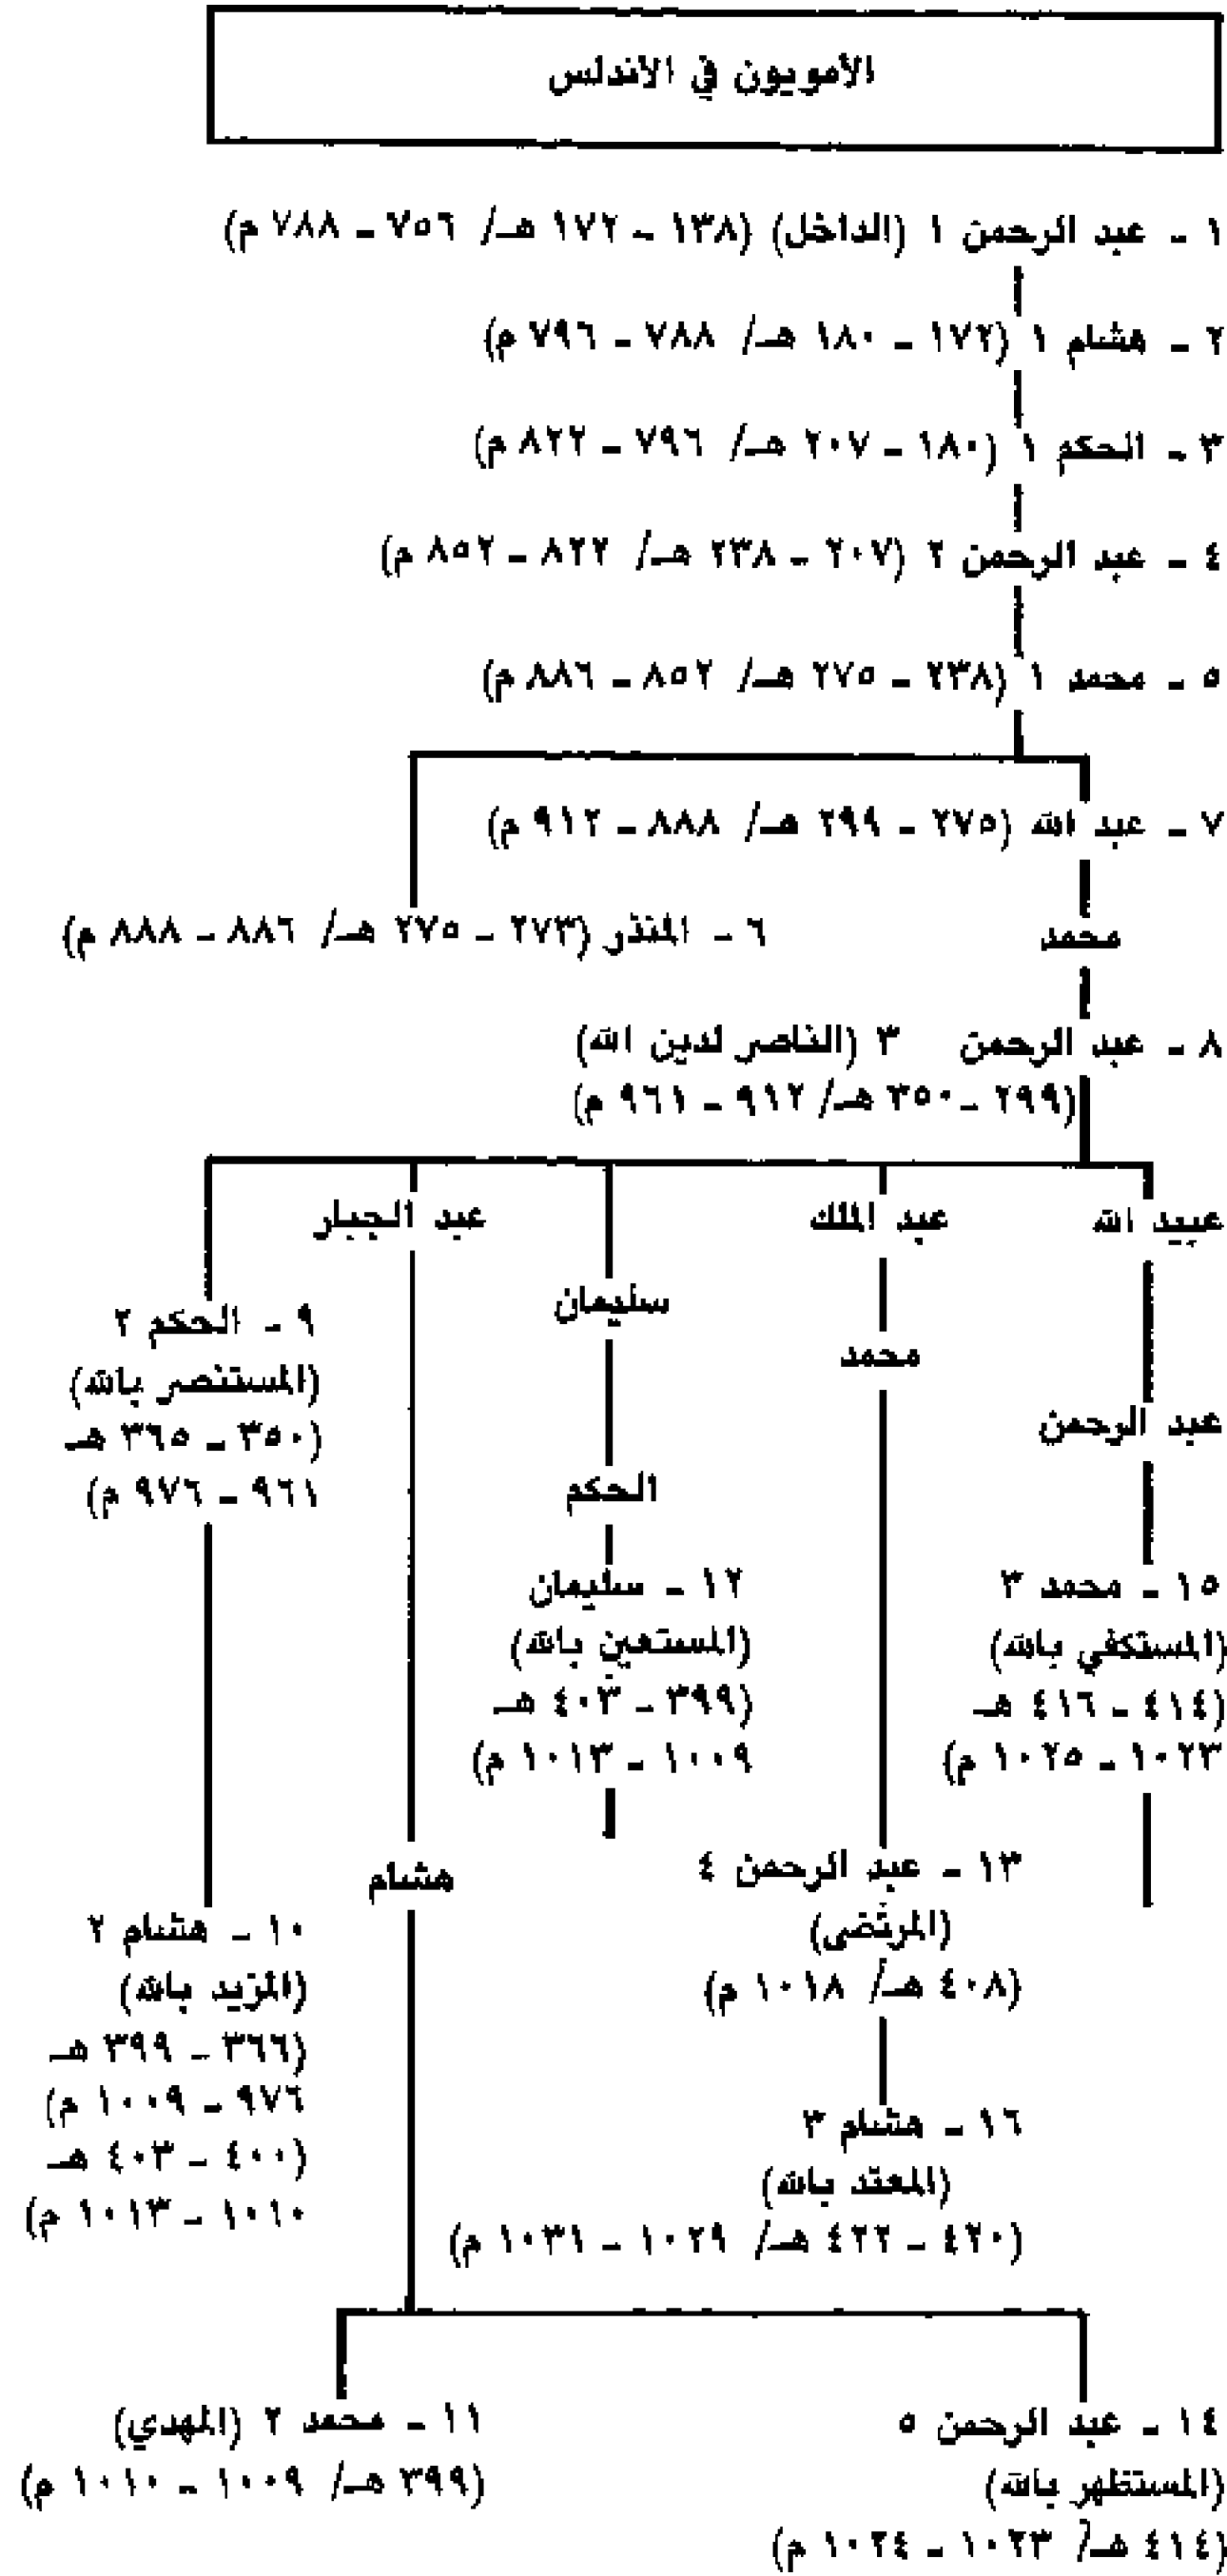 الأمويون في الاندلس
١ - عبد الرحمن ١ (الداخل) (١٣٨ - ١٧٢ هـ/ ٧٥٦ - ٧٨٨ م)
٢ - هشام ١ (١٧٢ - ١٨٠ هـ/ ٧٨٨ - ٧٩٦ م)
٣ - الحكم ١ (١٨٠ - ٢٠٧ هـ/ ٧٩٦ - ٨٢٢ م)
٤ - عبد الرحمن ٢ (٢٠٧ - ٢٣٨ هـ/ ٨٢٢ - ٨٥٢ م)
٥ - محمد ١ (٢٣٨ - ٢٧٥ هـ/ ٨٥٢ - ٨٨٦ م)
٧ - عبد الله (٢٧٥ - ٢٩٩ هـ/ ٨٨٨ - ٩١٢ م)
٦ - المنذر (٢٧٣ - ٢٧٥ هـ/ ٨٨٦ - ٨٨٨ م)
محمد
٨ - عبد الرحمن ٣ (الناصر لدين الله)
(٢٩٩ - ٣٥٠ هـ/ ٩١٢ - ٩٦١ م)
عبيد الله
عبد الرحمن
١٥ - محمد ٣
(المستكفي بالله)
(٤١٤ - ٤١٦ هـ
١٠٢٣ - ١٠٢٥ م)
عبد الملك
محمد
١٣ - عبد الرحمن ٤
(المرتضى)
(٤٠٨ هـ/ ١٠١٨ م)
١٦ - هشام ٣
(المعتد بالله)
(٤٢٠ - ٤٢٢ هـ/ ١٠٢٩ - ١٠٣١ م)
سليمان
الحكم
١٢ - سليمان
(المستعين بالله)
(٣٩٩ - ٤٠٣ هـ
١٠٠٩ - ١٠١٣ م)
عبد الجبار
هشام
٩ - الحكم ٢
(المستنصر بالله)
(٣٥٠ - ٣٦٥ هـ
٩٦١ - ٩٧٦ م)
١٠ - هشام ٢
(المزيد بالله)
(٣٦٦ - ٣٩٩ هـ
٩٧٦ - ١٠٠٩ م)
(٤٠٠ - ٤٠٣ هـ
١٠١٠ - ١٠١٣ م)
١٤ - عبد الرحمن ٥
(المستظهر بالله)
(٤١٤ هـ/ ١٠٢٣ - ١٠٢٤ م)
١١ - محمد ٢ (المهدي)
(٣٩٩ هـ/ ١٠٠٩ - ١٠١٠ م)